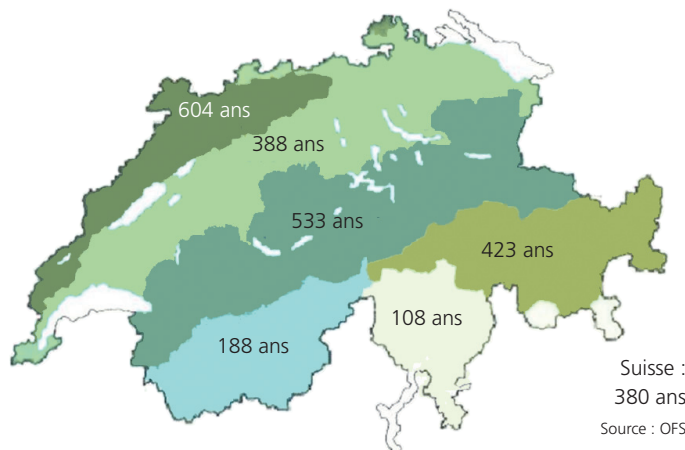 604 ans
388 ans
533 ans
423 ans
108 ans
188 ans
Suisse :
380 ans
Source : OFS